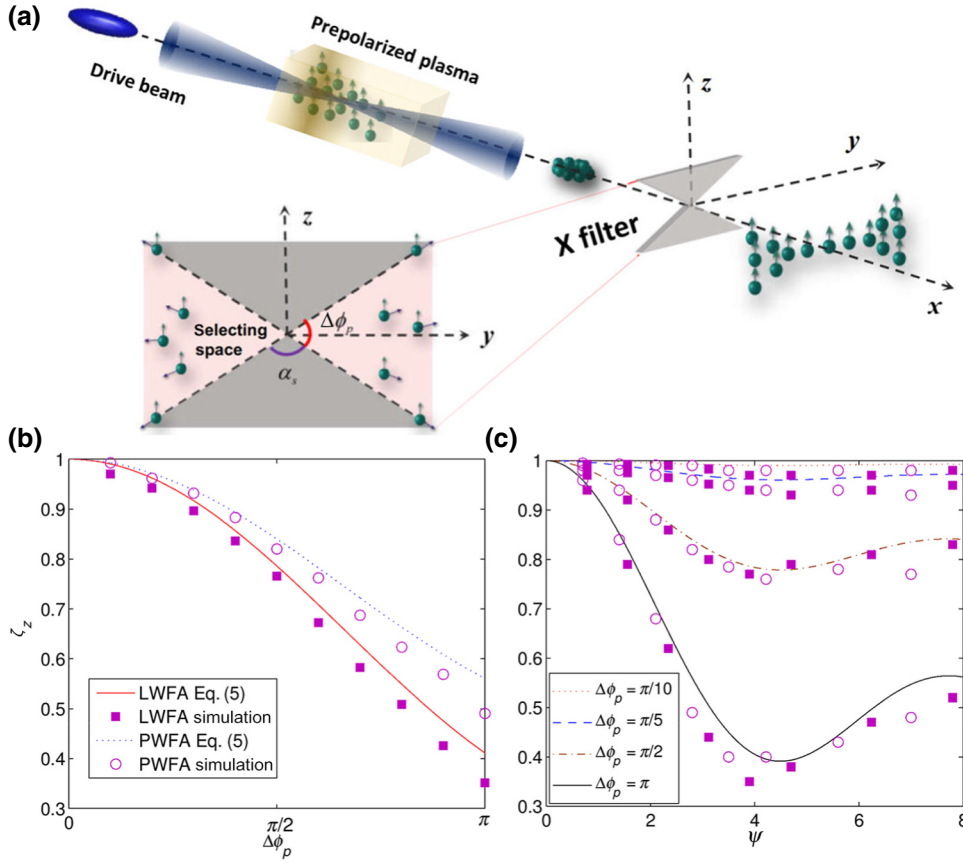 (a)
Drive beam
Prepolarized plasma
X filter
z
y
x
z
Selecting
space
Δϕp
y
αs
(b)
1
0.9
0.8
0.7
0.6
0.5
0.4
0.3
ζz
LWFA Eq. (5)
LWFA simulation
PWFA Eq. (5)
PWFA simulation
0
π/2
π
Δϕp
(c)
1
0.9
0.8
0.7
0.6
0.5
0.4
0.3
Δϕp = π/10
Δϕp = π/5
Δϕp = π/2
Δϕp = π
0
2
4
6
8
ψ